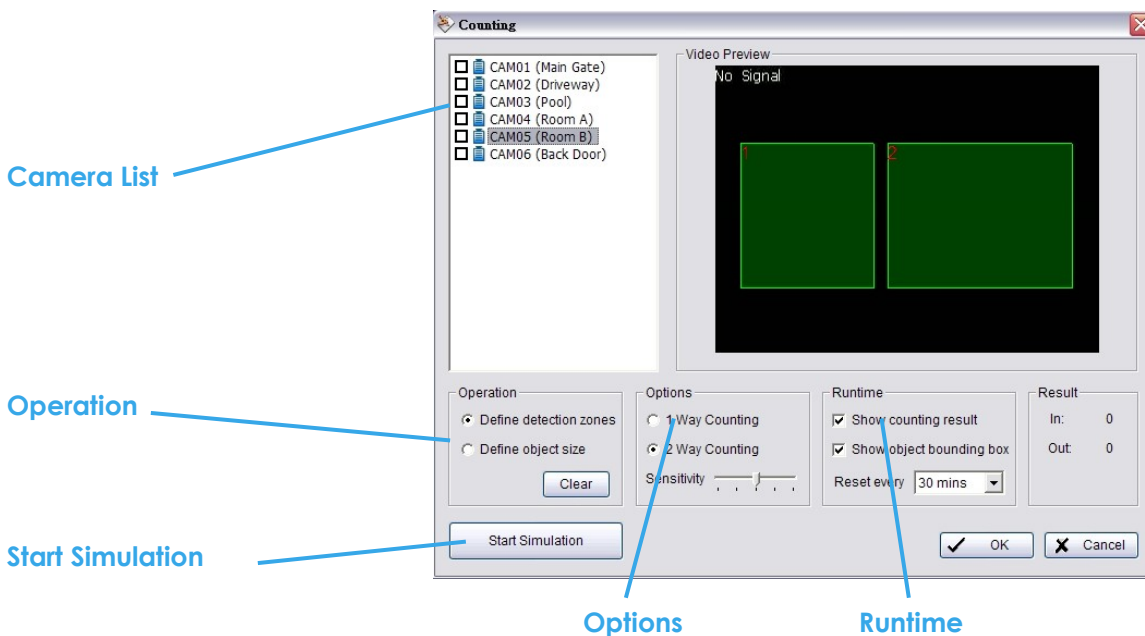 Counting
CAM01 (Main Gate)
CAM02 (Driveway)
CAM03 (Pool)
CAM04 (Room A)
CAM05 (Room B)
CAM06 (Back Door)
Video Preview
No Signal
1
2
Camera List
Operation
Operation
Define detection zones
Define object size
Clear
Options
1 Way Counting
2 Way Counting
Sensitivity
Runtime
Show counting result
Show object bounding box
Reset every 30 mins
Result
In: 0
Out: 0
Start Simulation
Start Simulation
OK
Cancel
Options
Runtime